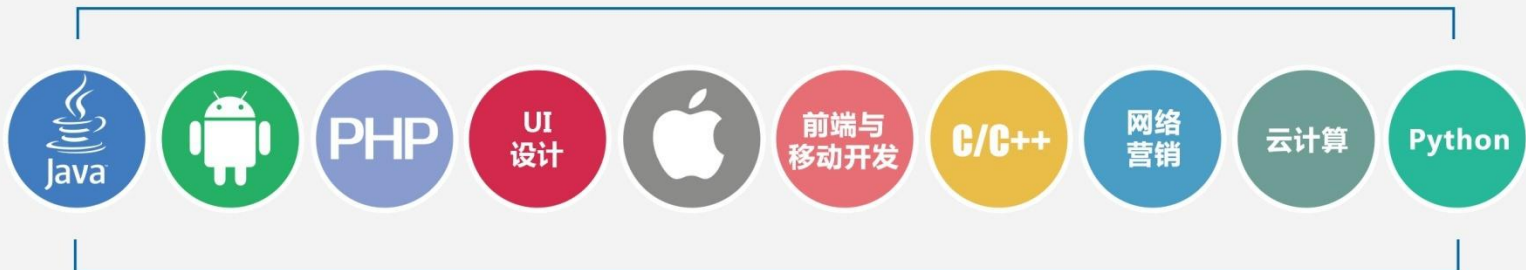 Java
PHP
UI
设计
前端与
移动开发
C/C++
网络
营销
云计算
Python